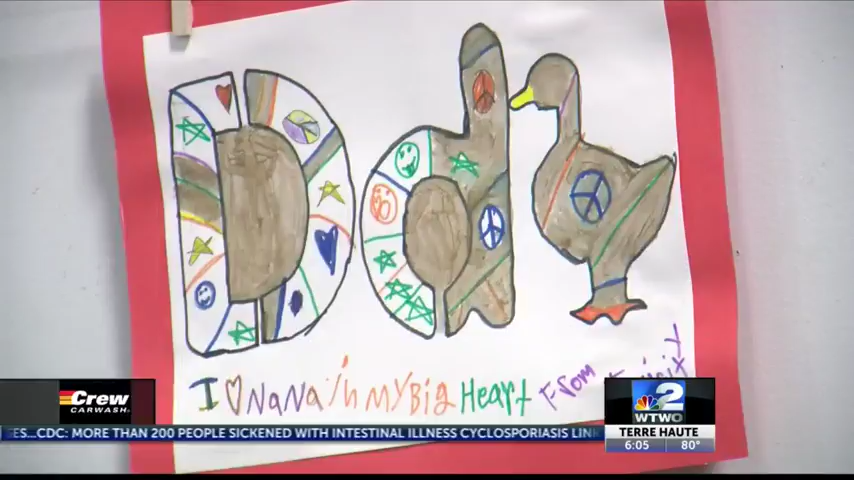 Dd
I ♡ NaNa in my Big Heart From
Crew
CARWASH
2
WTWO
TERRE HAUTE
6:05 80°
ES...CDC: MORE THAN 200 PEOPLE SICKENED WITH INTESTINAL ILLNESS CYCLOSPORIASIS LIN